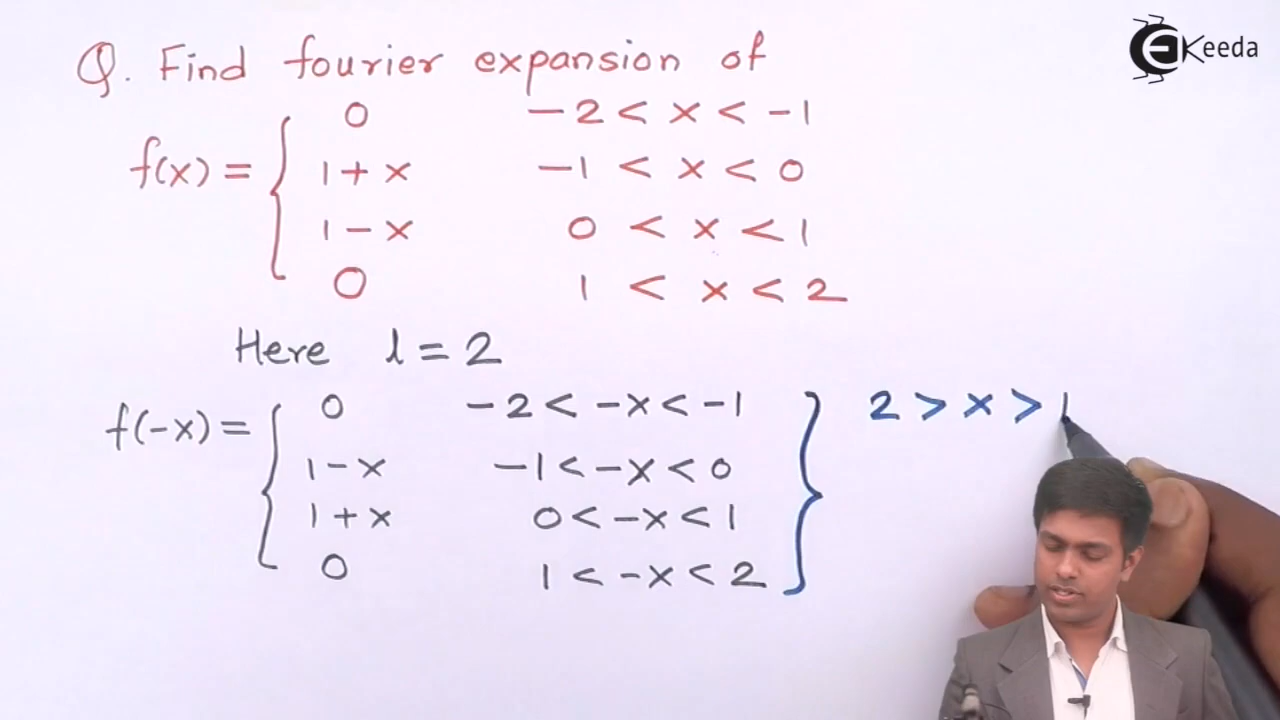 Q. Find fourier expansion of
EKeeda
f(x) = { 0 -2 < x < -1
1 + x -1 < x < 0
1 - x 0 < x < 1
0 1 < x < 2
Here l = 2
f(-x) = { 0 -2 < -x < -1 } 2 > x > 1
1 - x -1 < -x < 0
1 + x 0 < -x < 1
0 1 < -x < 2